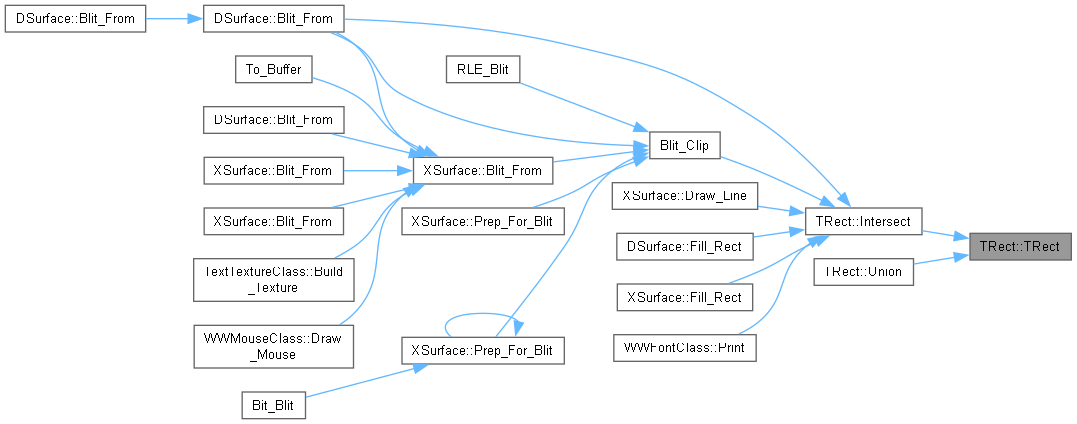 DSurface::Blit_From
DSurface::Blit_From
To_Buffer
RLE_Blit
DSurface::Blit_From
Blit_Clip
XSurface::Blit_From
XSurface::Blit_From
XSurface::Draw_Line
XSurface::Blit_From
XSurface::Prep_For_Blit
TRect::Intersect
DSurface::Fill_Rect
TRect::TRect
TextTextureClass::Build
_Texture
TRect::Union
XSurface::Fill_Rect
WWMouseClass::Draw
_Mouse
XSurface::Prep_For_Blit
WWFontClass::Print
Bit_Blit